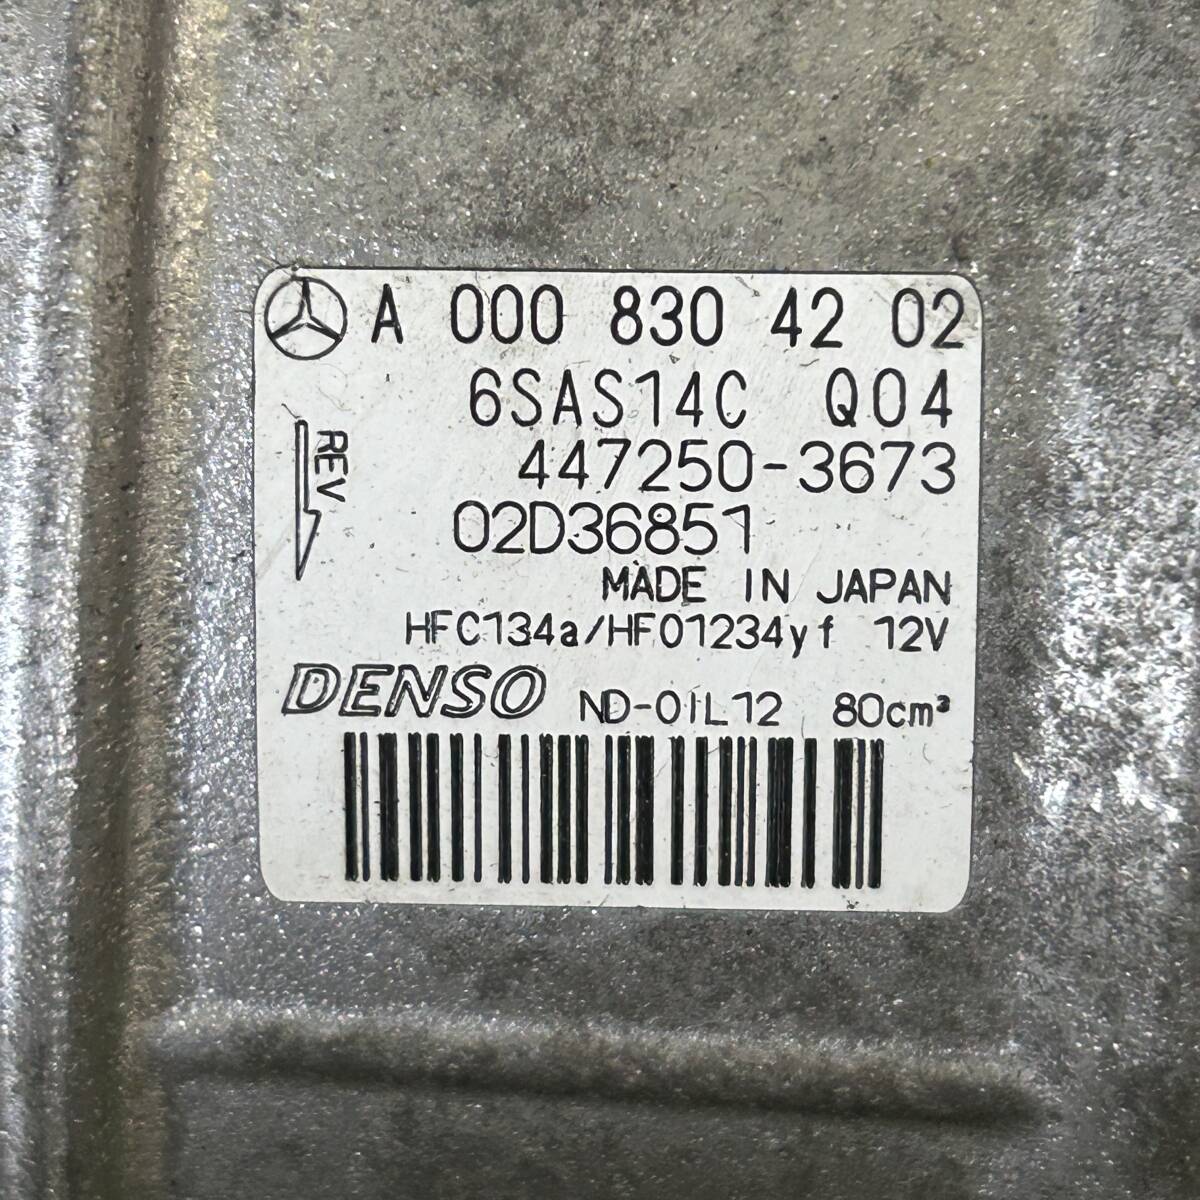 A 000 830 42 02
6SAS14C Q04
REV
447250-3673
02D36851
MADE IN JAPAN
HFC134a/HFO1234yf 12V
DENSO ND-OIL12 80cm³